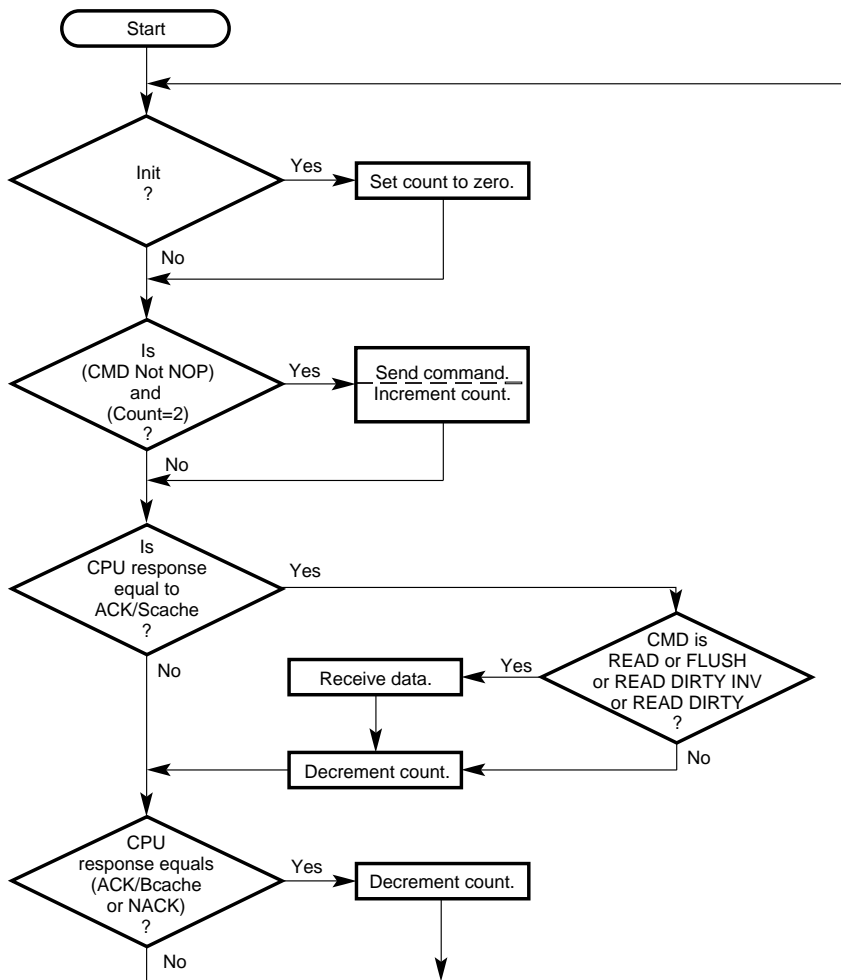 Start
Init
?
Yes
Set count to zero.
No
Is
(CMD Not NOP)
and
(Count=2)
?
Yes
Send command.
Increment count.
No
Is
CPU response
equal to
ACK/Scache
?
Yes
No
CMD is
READ or FLUSH
or READ DIRTY INV
or READ DIRTY
?
Yes
Receive data.
No
Decrement count.
CPU
response equals
(ACK/Bcache
or NACK)
?
Yes
Decrement count.
No